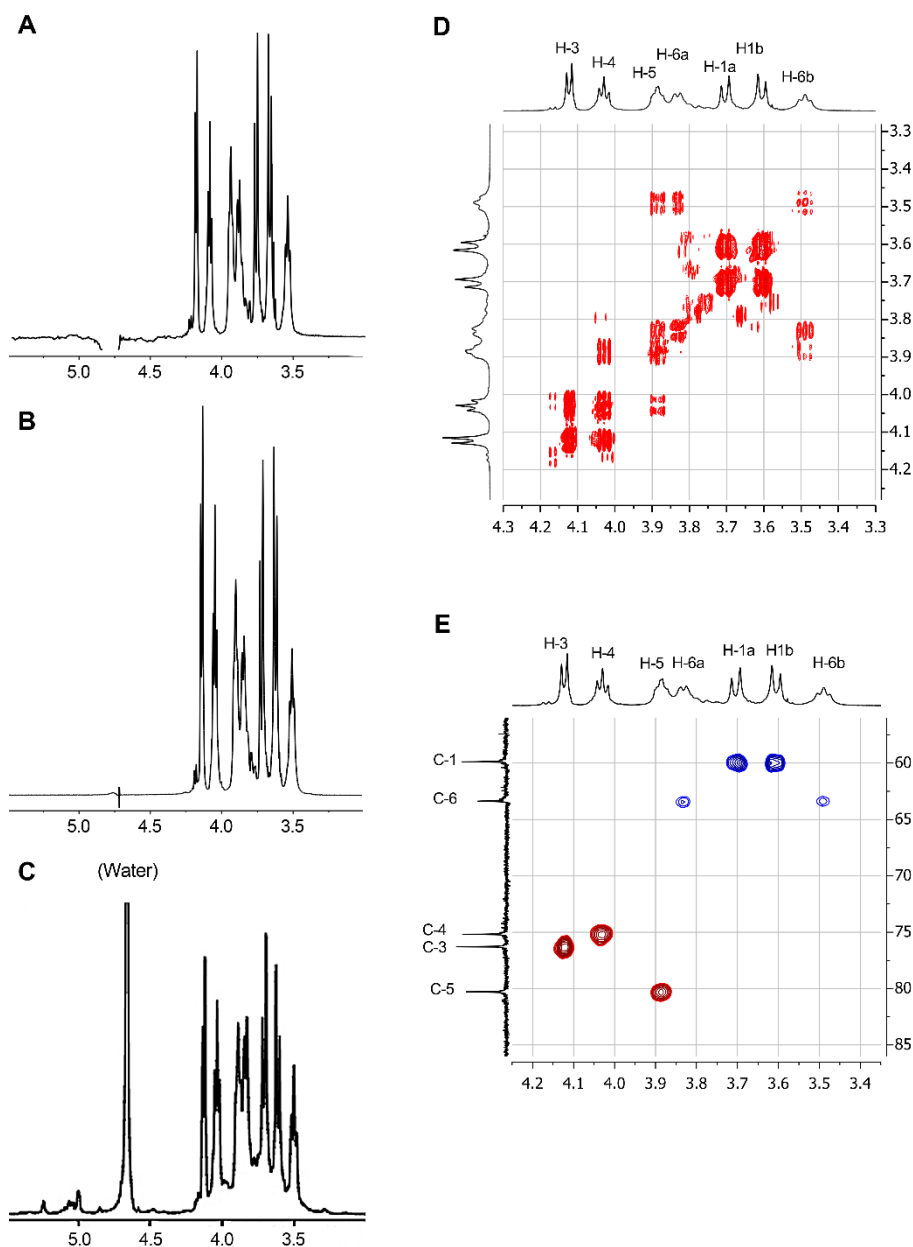 A
5.0 4.5 4.0 3.5
B
5.0 4.5 4.0 3.5
C
(Water)
5.0 4.5 4.0 3.5
D
H-3 H-4 H-5 H-6a H-1a H1b H-6b
3.3
3.4
3.5
3.6
3.7
3.8
3.9
4.0
4.1
4.2
4.3 4.2 4.1 4.0 3.9 3.8 3.7 3.6 3.5 3.4 3.3
E
H-3 H-4 H-5 H-6a H-1a H1b H-6b
C-1 60
C-6 65
70
C-4 75
C-3
C-5 80
85
4.2 4.1 4.0 3.9 3.8 3.7 3.6 3.5 3.4